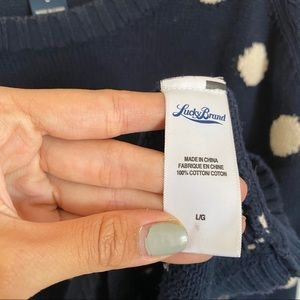 Lucky Brand
MADE IN CHINA
FABRIQUE EN CHINE
100% COTTON/ COTON
L/G